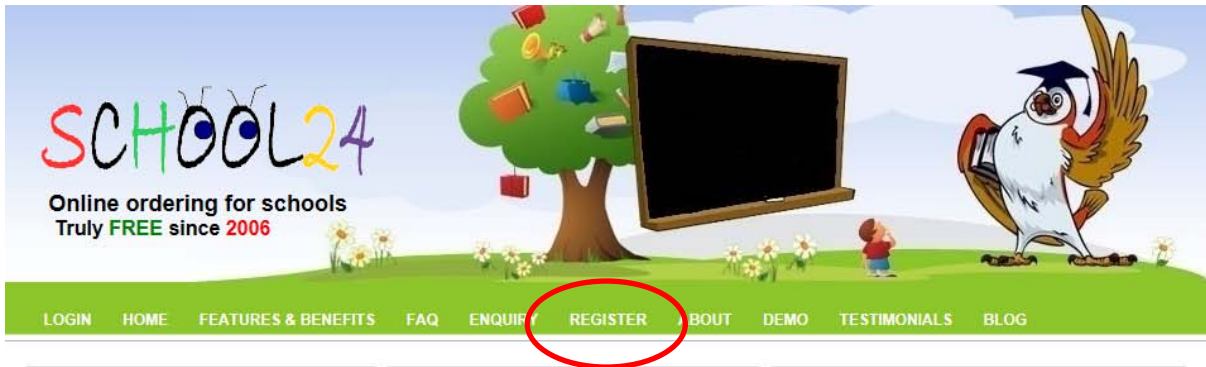 SCHOOL24
Online ordering for schools
Truly FREE since 2006
LOGIN HOME FEATURES & BENEFITS FAQ ENQUIRY REGISTER ABOUT DEMO TESTIMONIALS BLOG